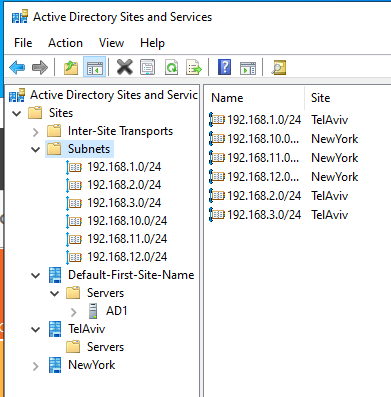 Active Directory Sites and Services
File Action View Help
Active Directory Sites and Servic
Sites
Inter-Site Transports
Subnets
192.168.1.0/24
192.168.2.0/24
192.168.3.0/24
192.168.10.0/24
192.168.11.0/24
192.168.12.0/24
Default-First-Site-Name
Servers
AD1
TelAviv
Servers
NewYork
Name Site
192.168.1.0/24 TelAviv
192.168.10.0... NewYork
192.168.11.0... NewYork
192.168.12.0... NewYork
192.168.2.0/24 TelAviv
192.168.3.0/24 TelAviv